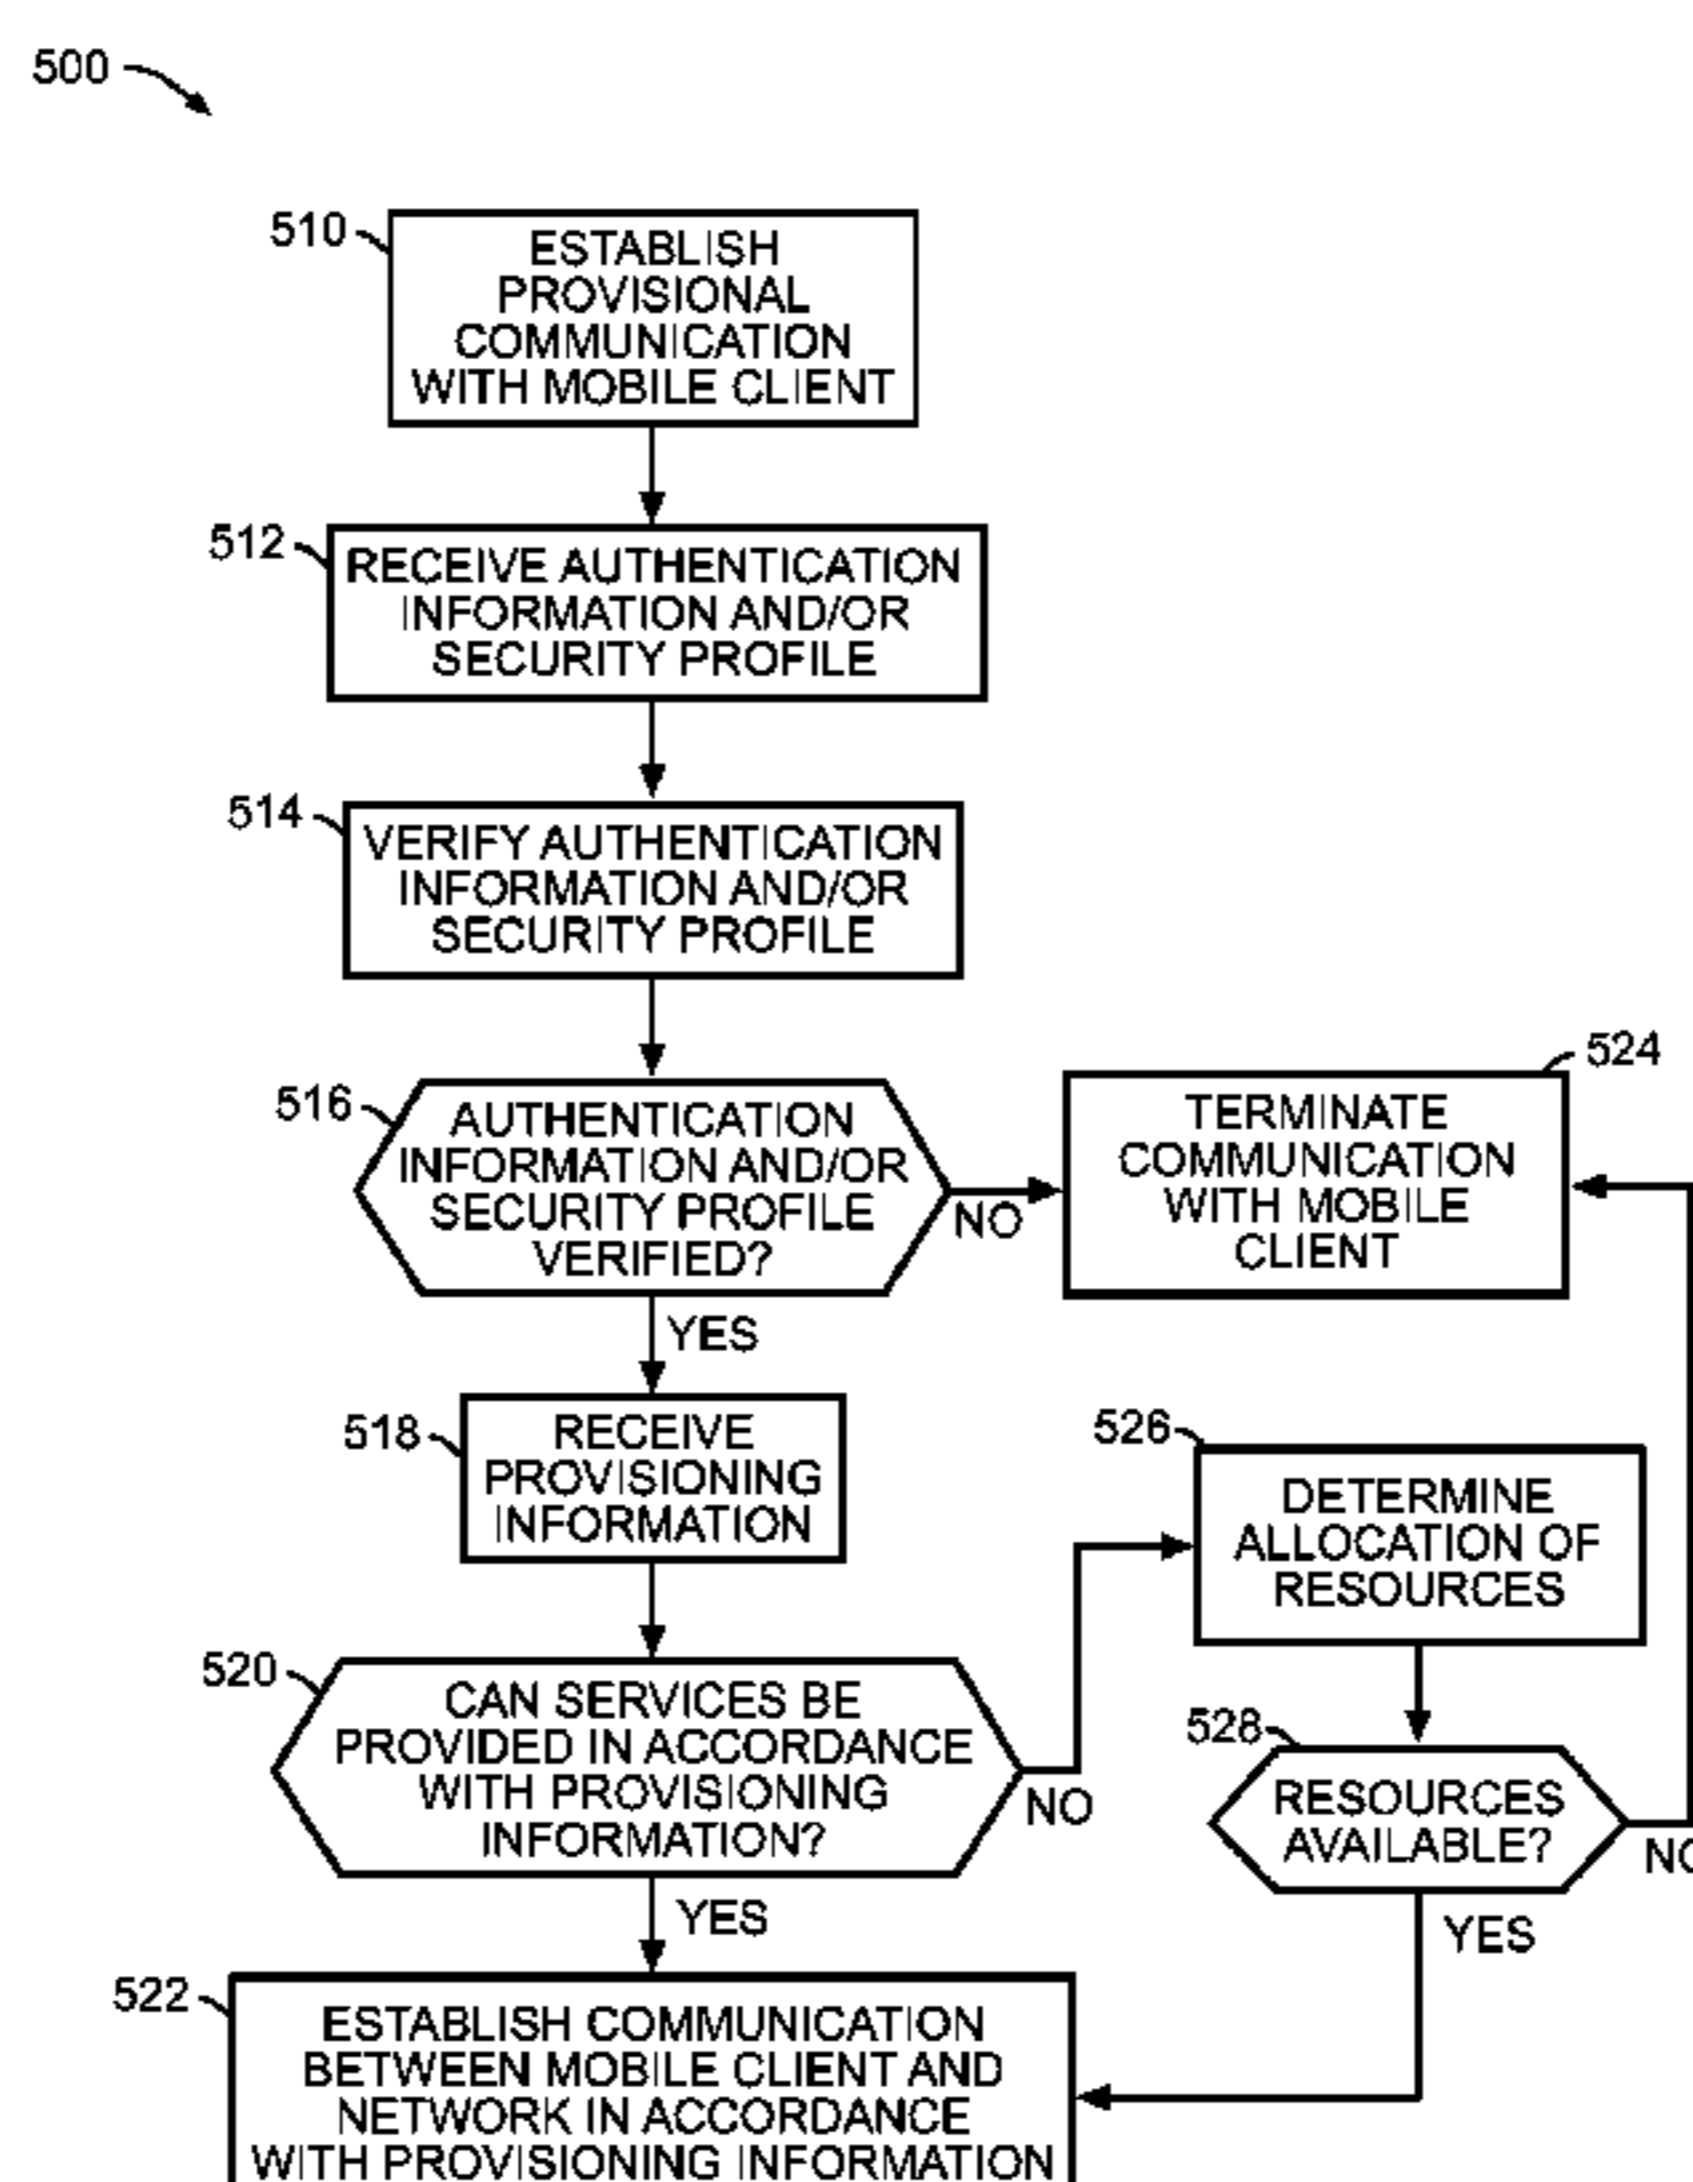 500
510
ESTABLISH
PROVISIONAL
COMMUNICATION
WITH MOBILE CLIENT
512
RECEIVE AUTHENTICATION
INFORMATION AND/OR
SECURITY PROFILE
514
VERIFY AUTHENTICATION
INFORMATION AND/OR
SECURITY PROFILE
516
AUTHENTICATION
INFORMATION AND/OR
SECURITY PROFILE
VERIFIED?
NO
524
TERMINATE
COMMUNICATION
WITH MOBILE
CLIENT
YES
518
RECEIVE
PROVISIONING
INFORMATION
520
CAN SERVICES BE
PROVIDED IN ACCORDANCE
WITH PROVISIONING
INFORMATION?
NO
526
DETERMINE
ALLOCATION OF
RESOURCES
528
RESOURCES
AVAILABLE?
NO
YES
YES
522
ESTABLISH COMMUNICATION
BETWEEN MOBILE CLIENT AND
NETWORK IN ACCORDANCE
WITH PROVISIONING INFORMATION